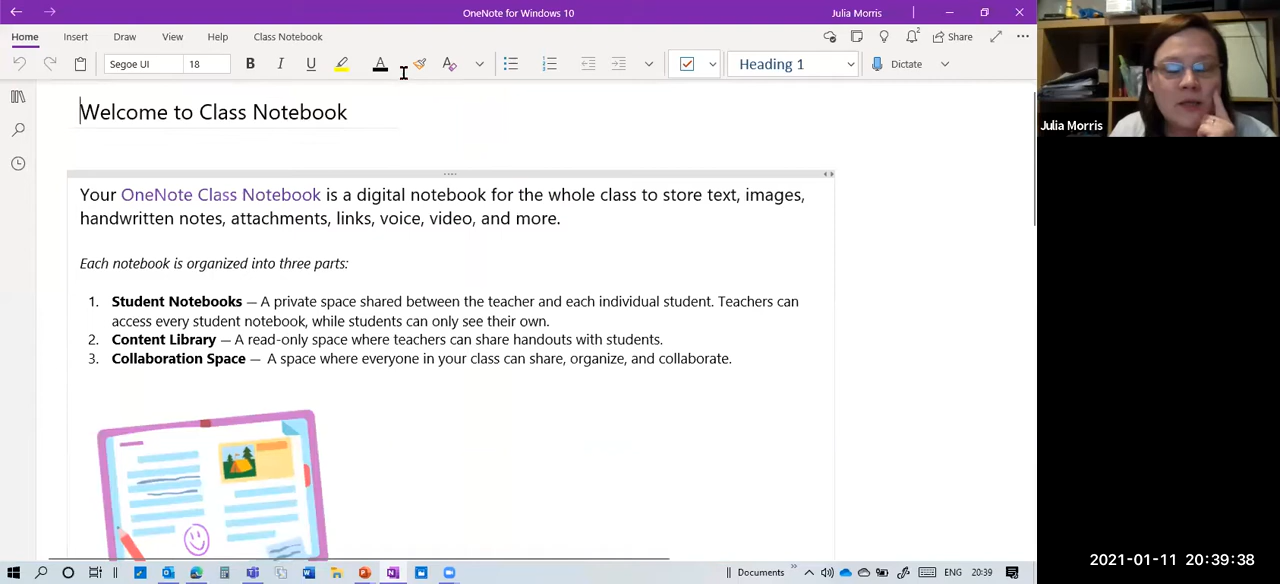 OneNote for Windows 10
Julia Morris
Home Insert Draw View Help Class Notebook
Share
Segoe UI 18 B I U A A Heading 1 Dictate
Welcome to Class Notebook
Your OneNote Class Notebook is a digital notebook for the whole class to store text, images,
handwritten notes, attachments, links, voice, video, and more.
Each notebook is organized into three parts:
1. Student Notebooks — A private space shared between the teacher and each individual student. Teachers can
access every student notebook, while students can only see their own.
2. Content Library — A read-only space where teachers can share handouts with students.
3. Collaboration Space — A space where everyone in your class can share, organize, and collaborate.
Julia Morris
2021-01-11 20:39:38
Documents
ENG 20:39